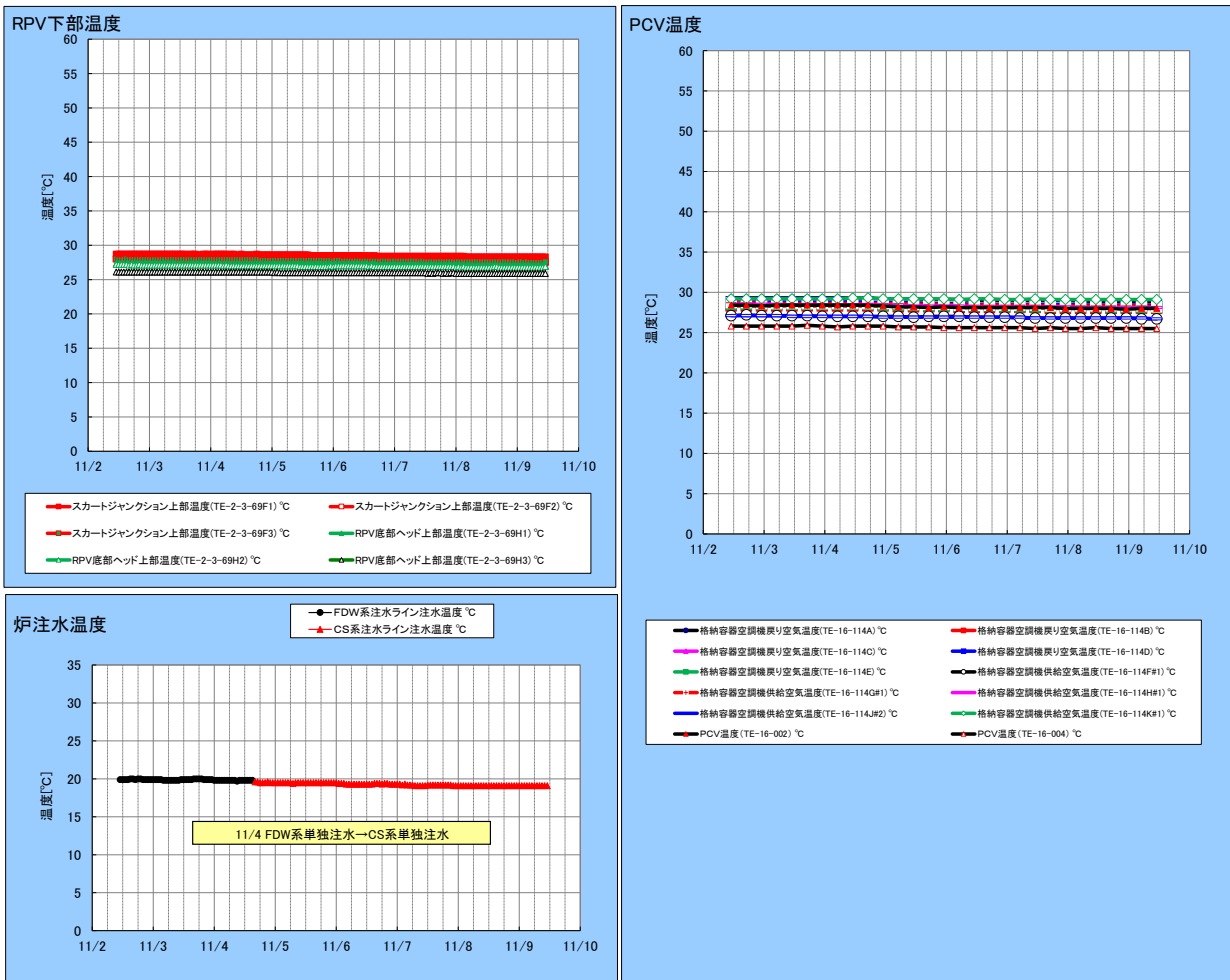 RPV下部温度
60
55
50
45
40
35
30
25
20
15
10
5
0
温度[℃]
11/2 11/3 11/4 11/5 11/6 11/7 11/8 11/9 11/10
スカートジャンクション上部温度(TE-2-3-69F1) ℃ スカートジャンクション上部温度(TE-2-3-69F2) ℃
スカートジャンクション上部温度(TE-2-3-69F3) ℃ RPV底部ヘッド上部温度(TE-2-3-69H1) ℃
RPV底部ヘッド上部温度(TE-2-3-69H2) ℃ RPV底部ヘッド上部温度(TE-2-3-69H3) ℃
炉注水温度
FDW系注水ライン注水温度 ℃
CS系注水ライン注水温度 ℃
35
30
25
20
15
10
5
0
温度[℃]
11/4 FDW系単独注水→CS系単独注水
11/2 11/3 11/4 11/5 11/6 11/7 11/8 11/9 11/10
PCV温度
60
55
50
45
40
35
30
25
20
15
10
5
0
温度[℃]
11/2 11/3 11/4 11/5 11/6 11/7 11/8 11/9 11/10
格納容器空調機戻り空気温度(TE-16-114A) ℃ 格納容器空調機戻り空気温度(TE-16-114B) ℃
格納容器空調機戻り空気温度(TE-16-114C) ℃ 格納容器空調機戻り空気温度(TE-16-114D) ℃
格納容器空調機戻り空気温度(TE-16-114E) ℃ 格納容器空調機供給空気温度(TE-16-114F#1) ℃
格納容器空調機供給空気温度(TE-16-114G#1) ℃ 格納容器空調機供給空気温度(TE-16-114H#1) ℃
格納容器空調機供給空気温度(TE-16-114J#2) ℃ 格納容器空調機供給空気温度(TE-16-114K#1) ℃
PCV温度(TE-16-002) ℃ PCV温度(TE-16-004) ℃